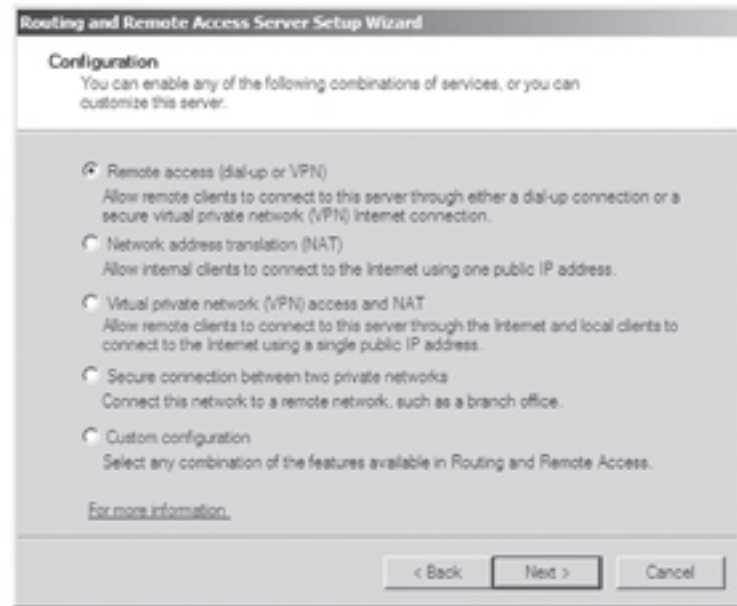 Routing and Remote Access Server Setup Wizard
Configuration
You can enable any of the following combinations of services, or you can
customize this server.
Remote access (dial-up or VPN)
Allow remote clients to connect to this server through either a dial-up connection or a
secure virtual private network (VPN) Internet connection.
Network address translation (NAT)
Allow internal clients to connect to the Internet using one public IP address.
Virtual private network (VPN) access and NAT
Allow remote clients to connect to this server through the Internet and local clients to
connect to the Internet using a single public IP address.
Secure connection between two private networks
Connect this network to a remote network, such as a branch office.
Custom configuration
Select any combination of the features available in Routing and Remote Access.
For more information
< Back
Next >
Cancel